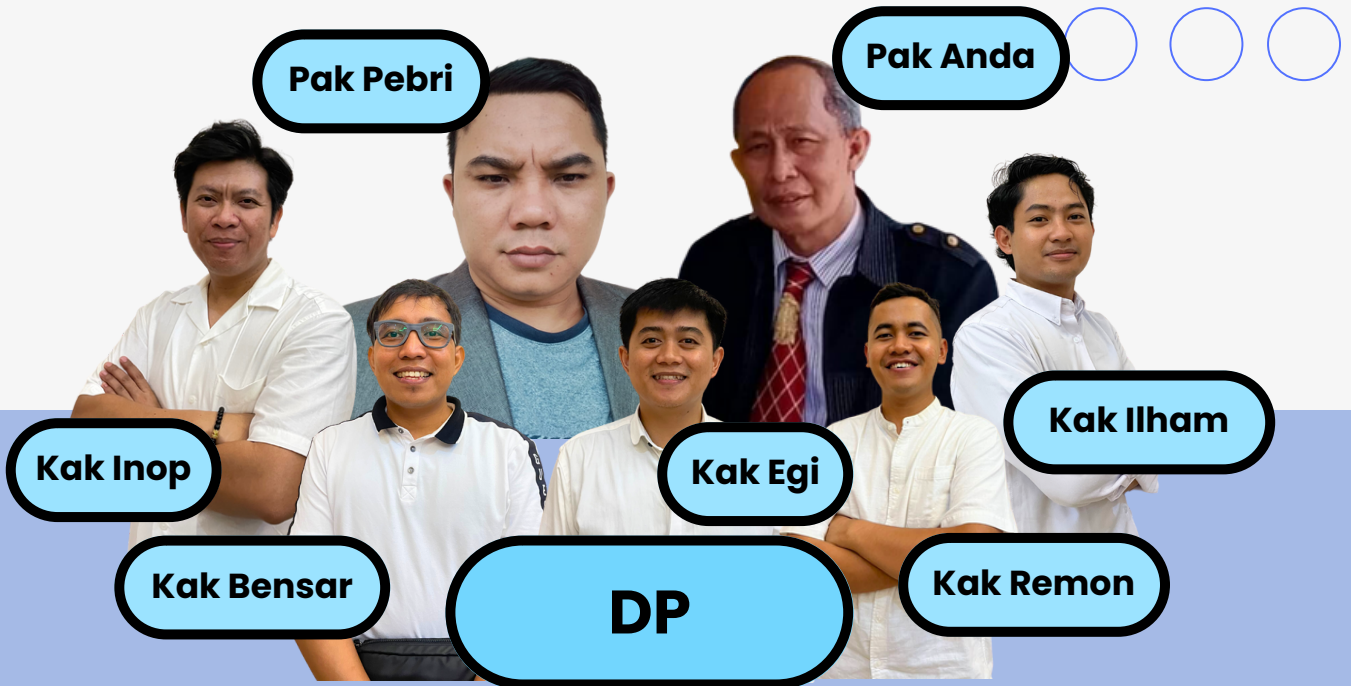 Pak Pebri
Pak Anda
Kak Ilham
Kak Inop
Kak Egi
Kak Bensar
Kak Remon
DP